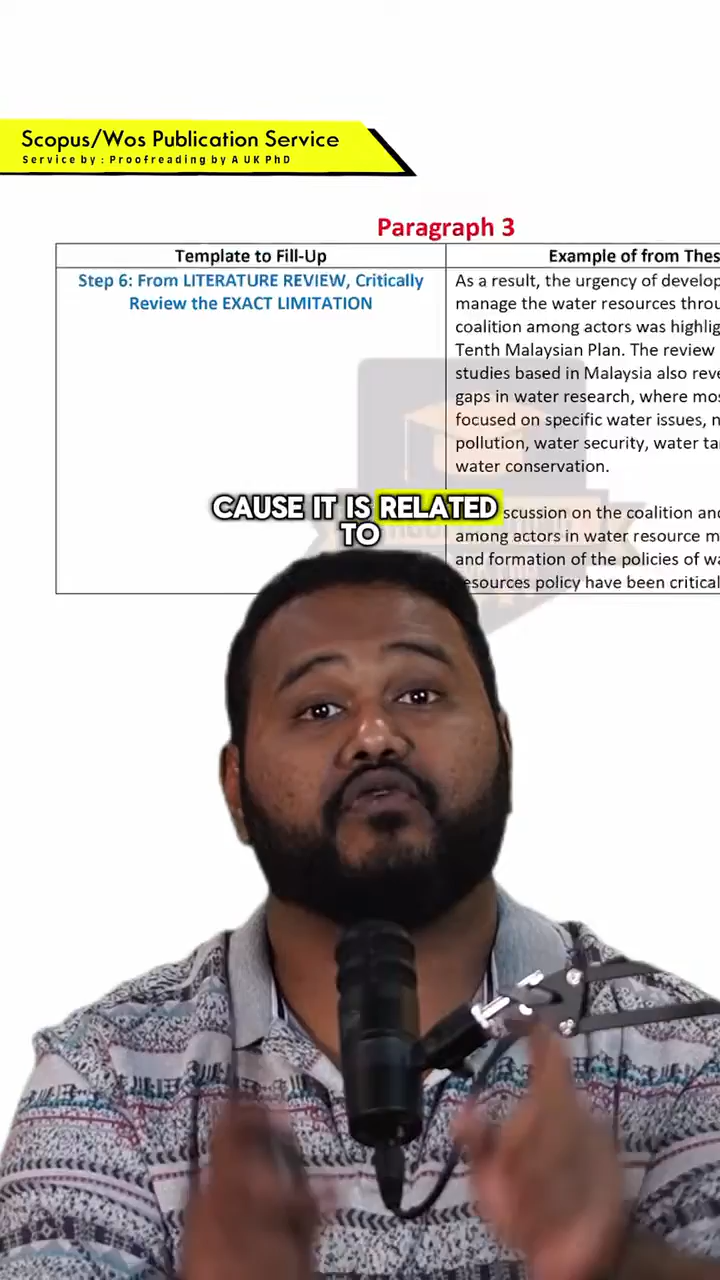 Scopus/Wos Publication Service
Service by : Proofreading by A UK PhD
Paragraph 3
Template to Fill-Up
Example of from Thes
Step 6: From LITERATURE REVIEW, Critically
Review the EXACT LIMITATION
As a result, the urgency of develop
manage the water resources throu
coalition among actors was highlig
Tenth Malaysian Plan. The review
studies based in Malaysia also reve
gaps in water research, where mos
focused on specific water issues, n
pollution, water security, water ta
water conservation.
scussion on the coalition and
among actors in water resource m
and formation of the policies of wa
esources policy have been critical
CAUSE IT IS RELATED
TO